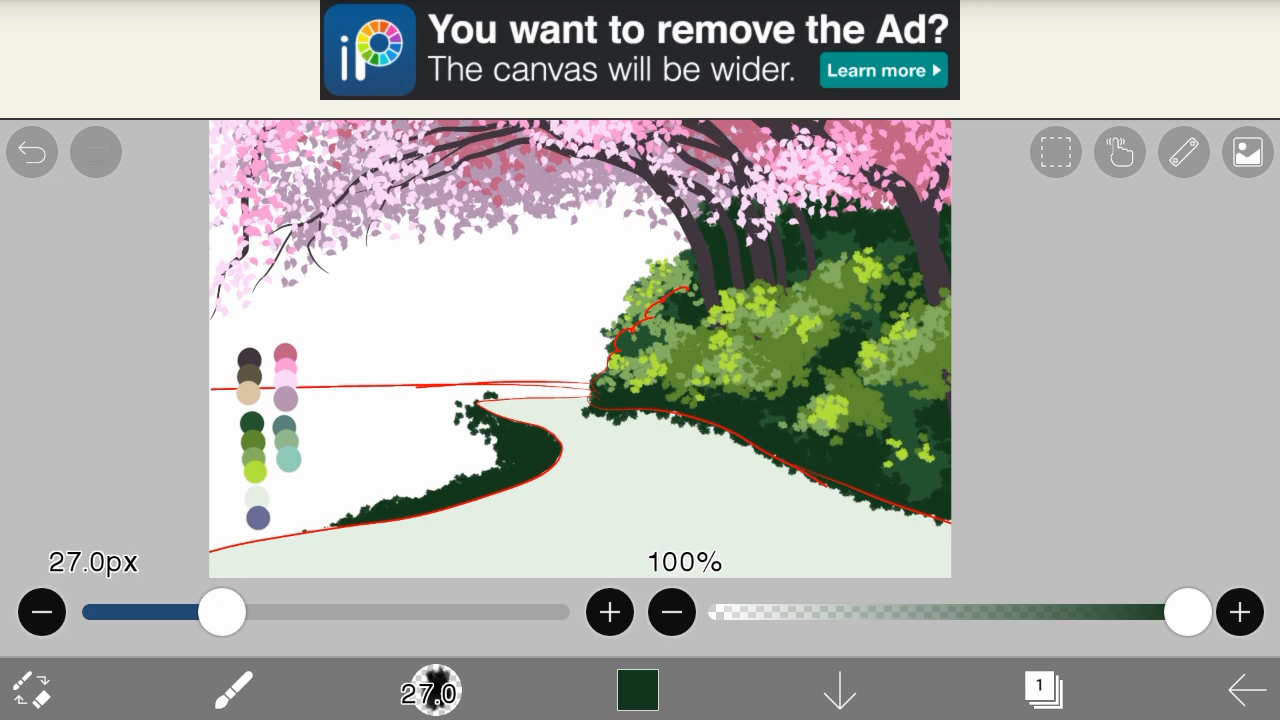 iP
You want to remove the Ad?
The canvas will be wider.
Learn more
27.0px
100%
27.0
1